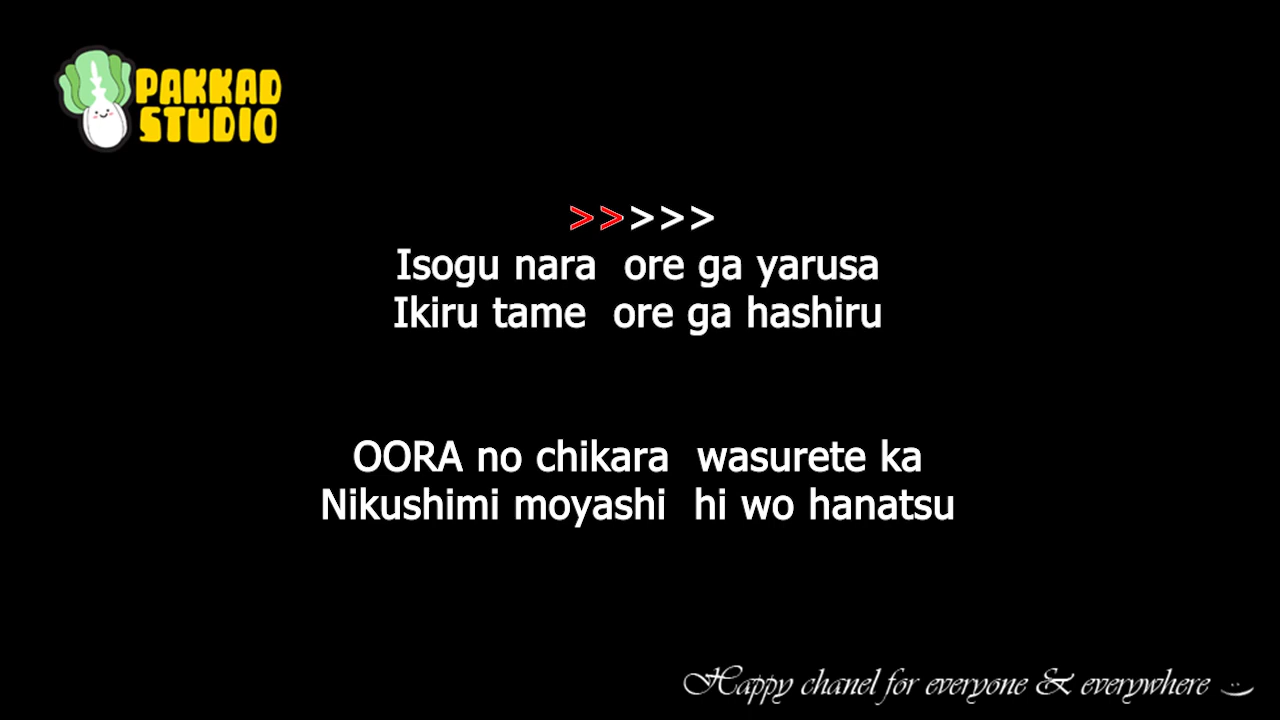 PAKKAD
STUDIO
>>>>>
Isogu nara  ore ga yarusa
Ikiru tame  ore ga hashiru
OORA no chikara  wasurete ka
Nikushimi moyashi  hi wo hanatsu
Happy chanel for everyone & everywhere :)